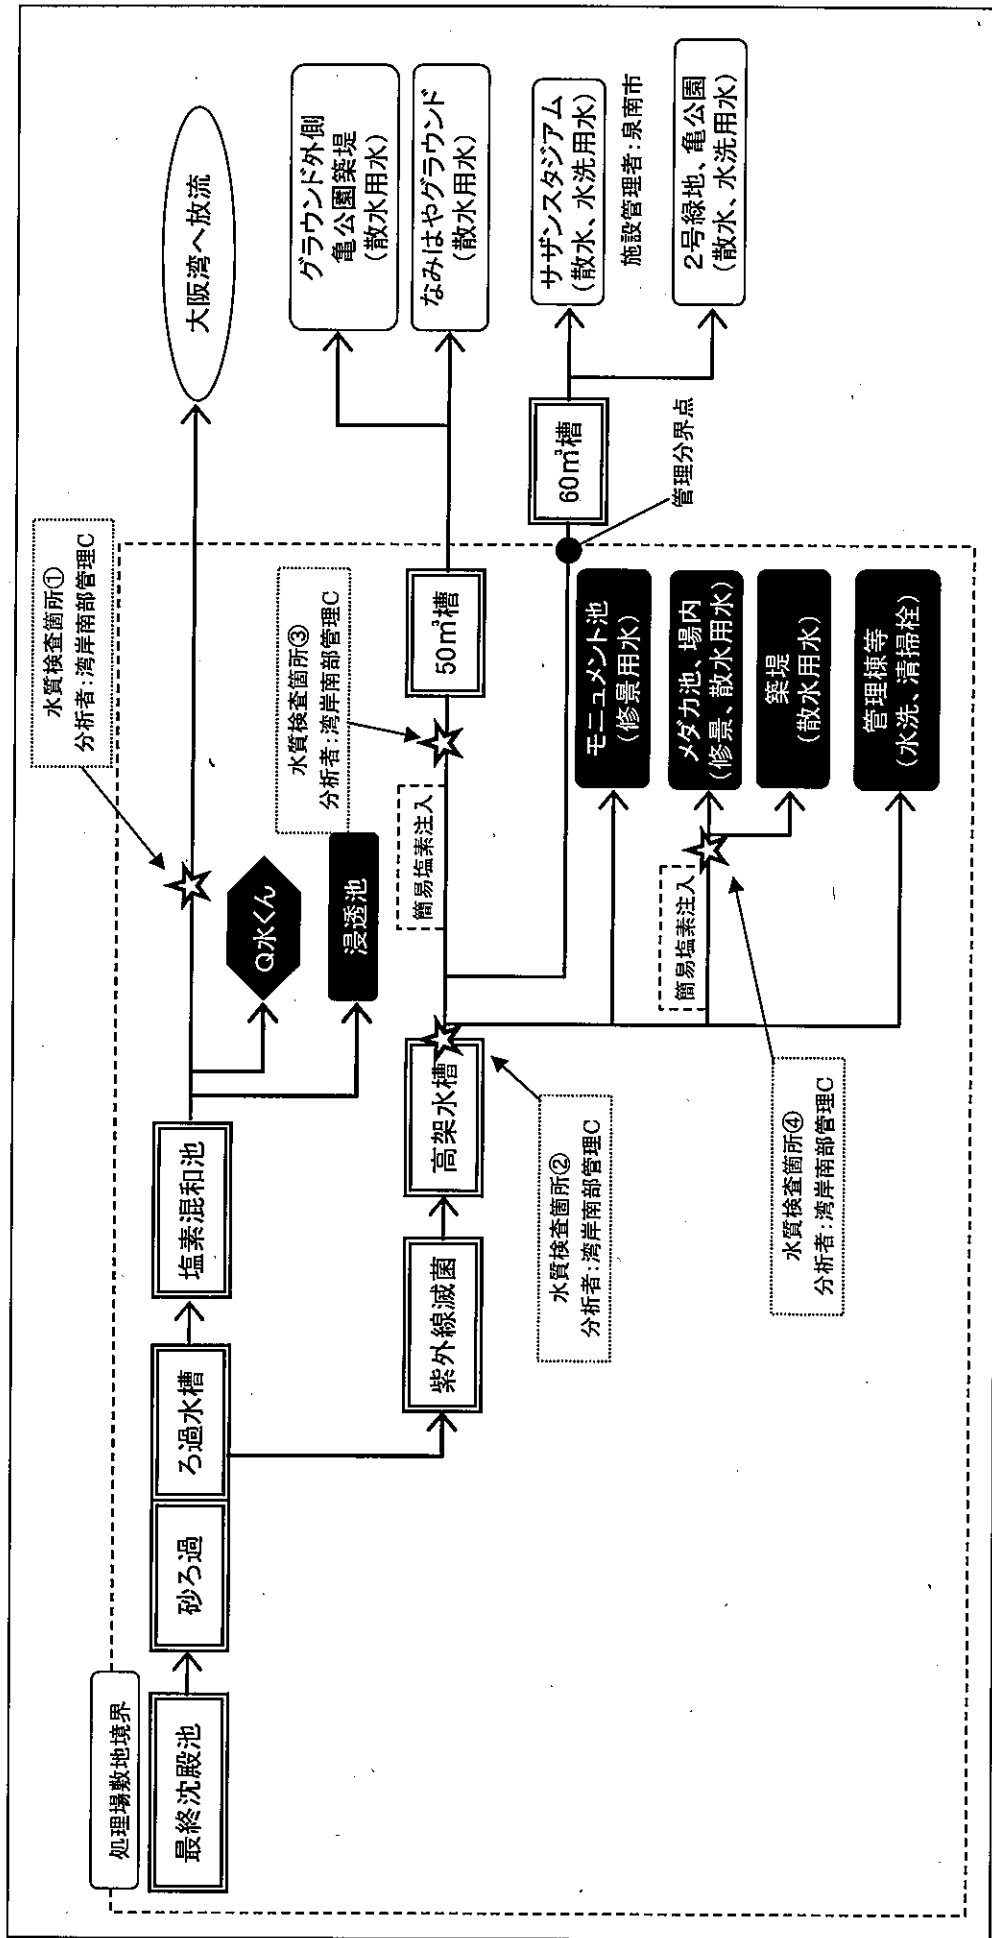 処理場敷地境界
最終沈殿池
砂ろ過
ろ過水槽
塩素混和池
水質検査箇所①
分析者:湾岸南部管理C
大阪湾へ放流
Q水くん
浸透池
紫外線滅菌
高架水槽
水質検査箇所②
分析者:湾岸南部管理C
簡易塩素注入
水質検査箇所③
分析者:湾岸南部管理C
50㎥槽
グラウンド外側
亀公園築堤
(散水用水)
なみはやグラウンド
(散水用水)
60㎥槽
管理分界点
サザンスタジアム
(散水、水洗用水)
施設管理者:泉南市
2号緑地、亀公園
(散水、水洗用水)
モニュメント池
(修景用水)
簡易塩素注入
メダカ池、場内
(修景、散水用水)
築堤
(散水用水)
管理棟等
(水洗、清掃栓)
水質検査箇所④
分析者:湾岸南部管理C